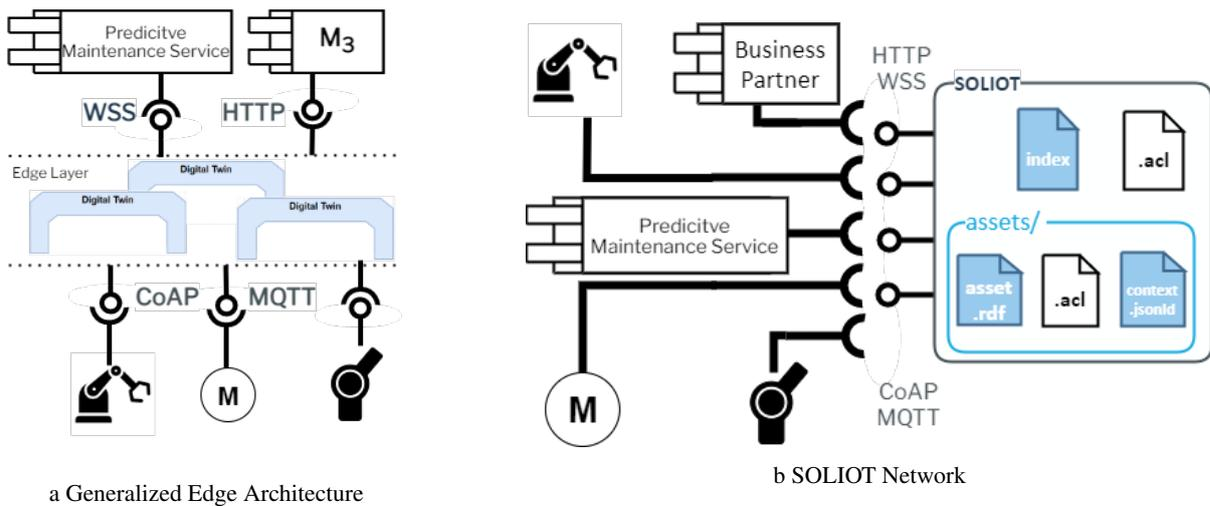 Predicitve
Maintenance Service
M3
WSS
HTTP
Edge Layer
Digital Twin
Digital Twin
Digital Twin
CoAP
MQTT
M
a Generalized Edge Architecture
Business
Partner
HTTP
WSS
SOLIOT
index
.acl
Predicitve
Maintenance Service
assets/
asset
.rdf
.acl
context
.jsonld
M
CoAP
MQTT
b SOLIOT Network